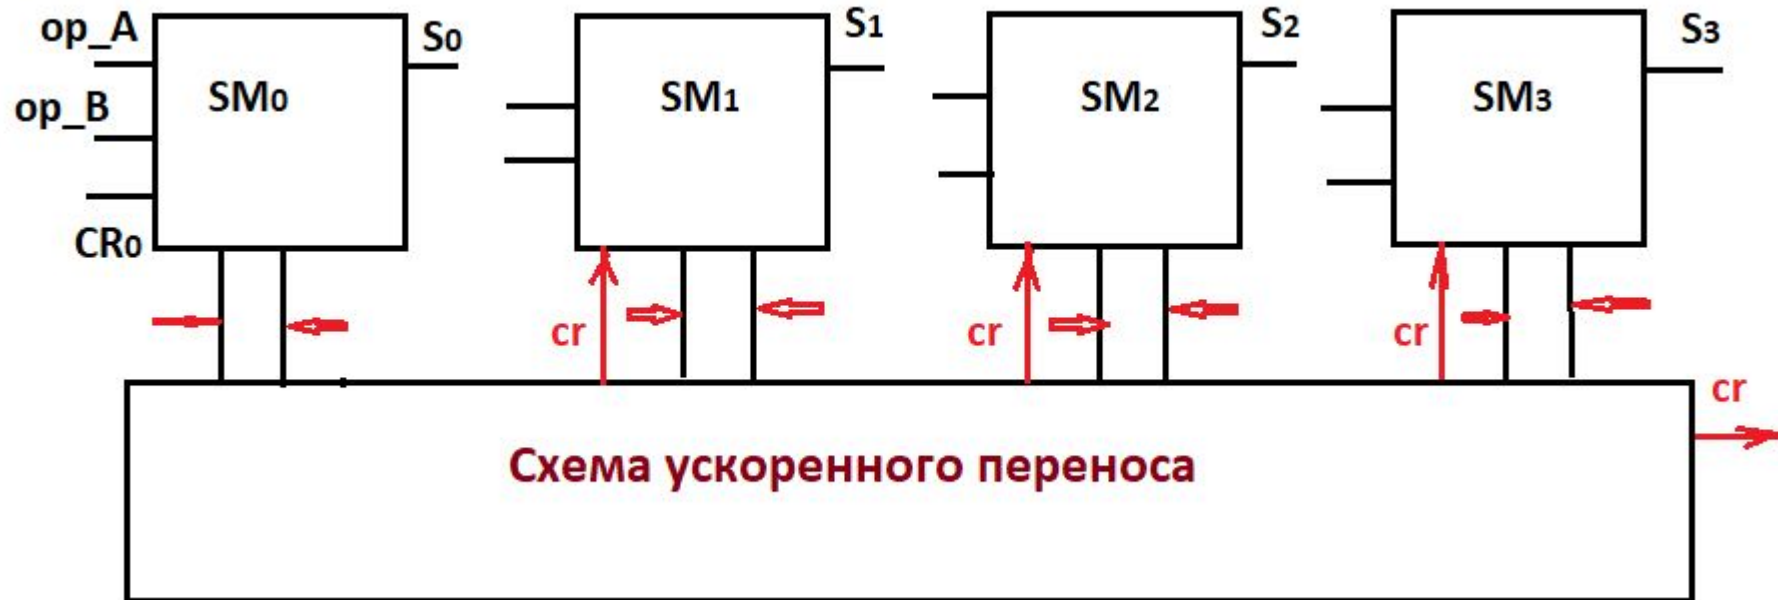 op_A
S0
S1
S2
S3
SM0
SM1
SM2
SM3
op_B
CR0
cr
cr
cr
cr
Схема ускоренного переноса